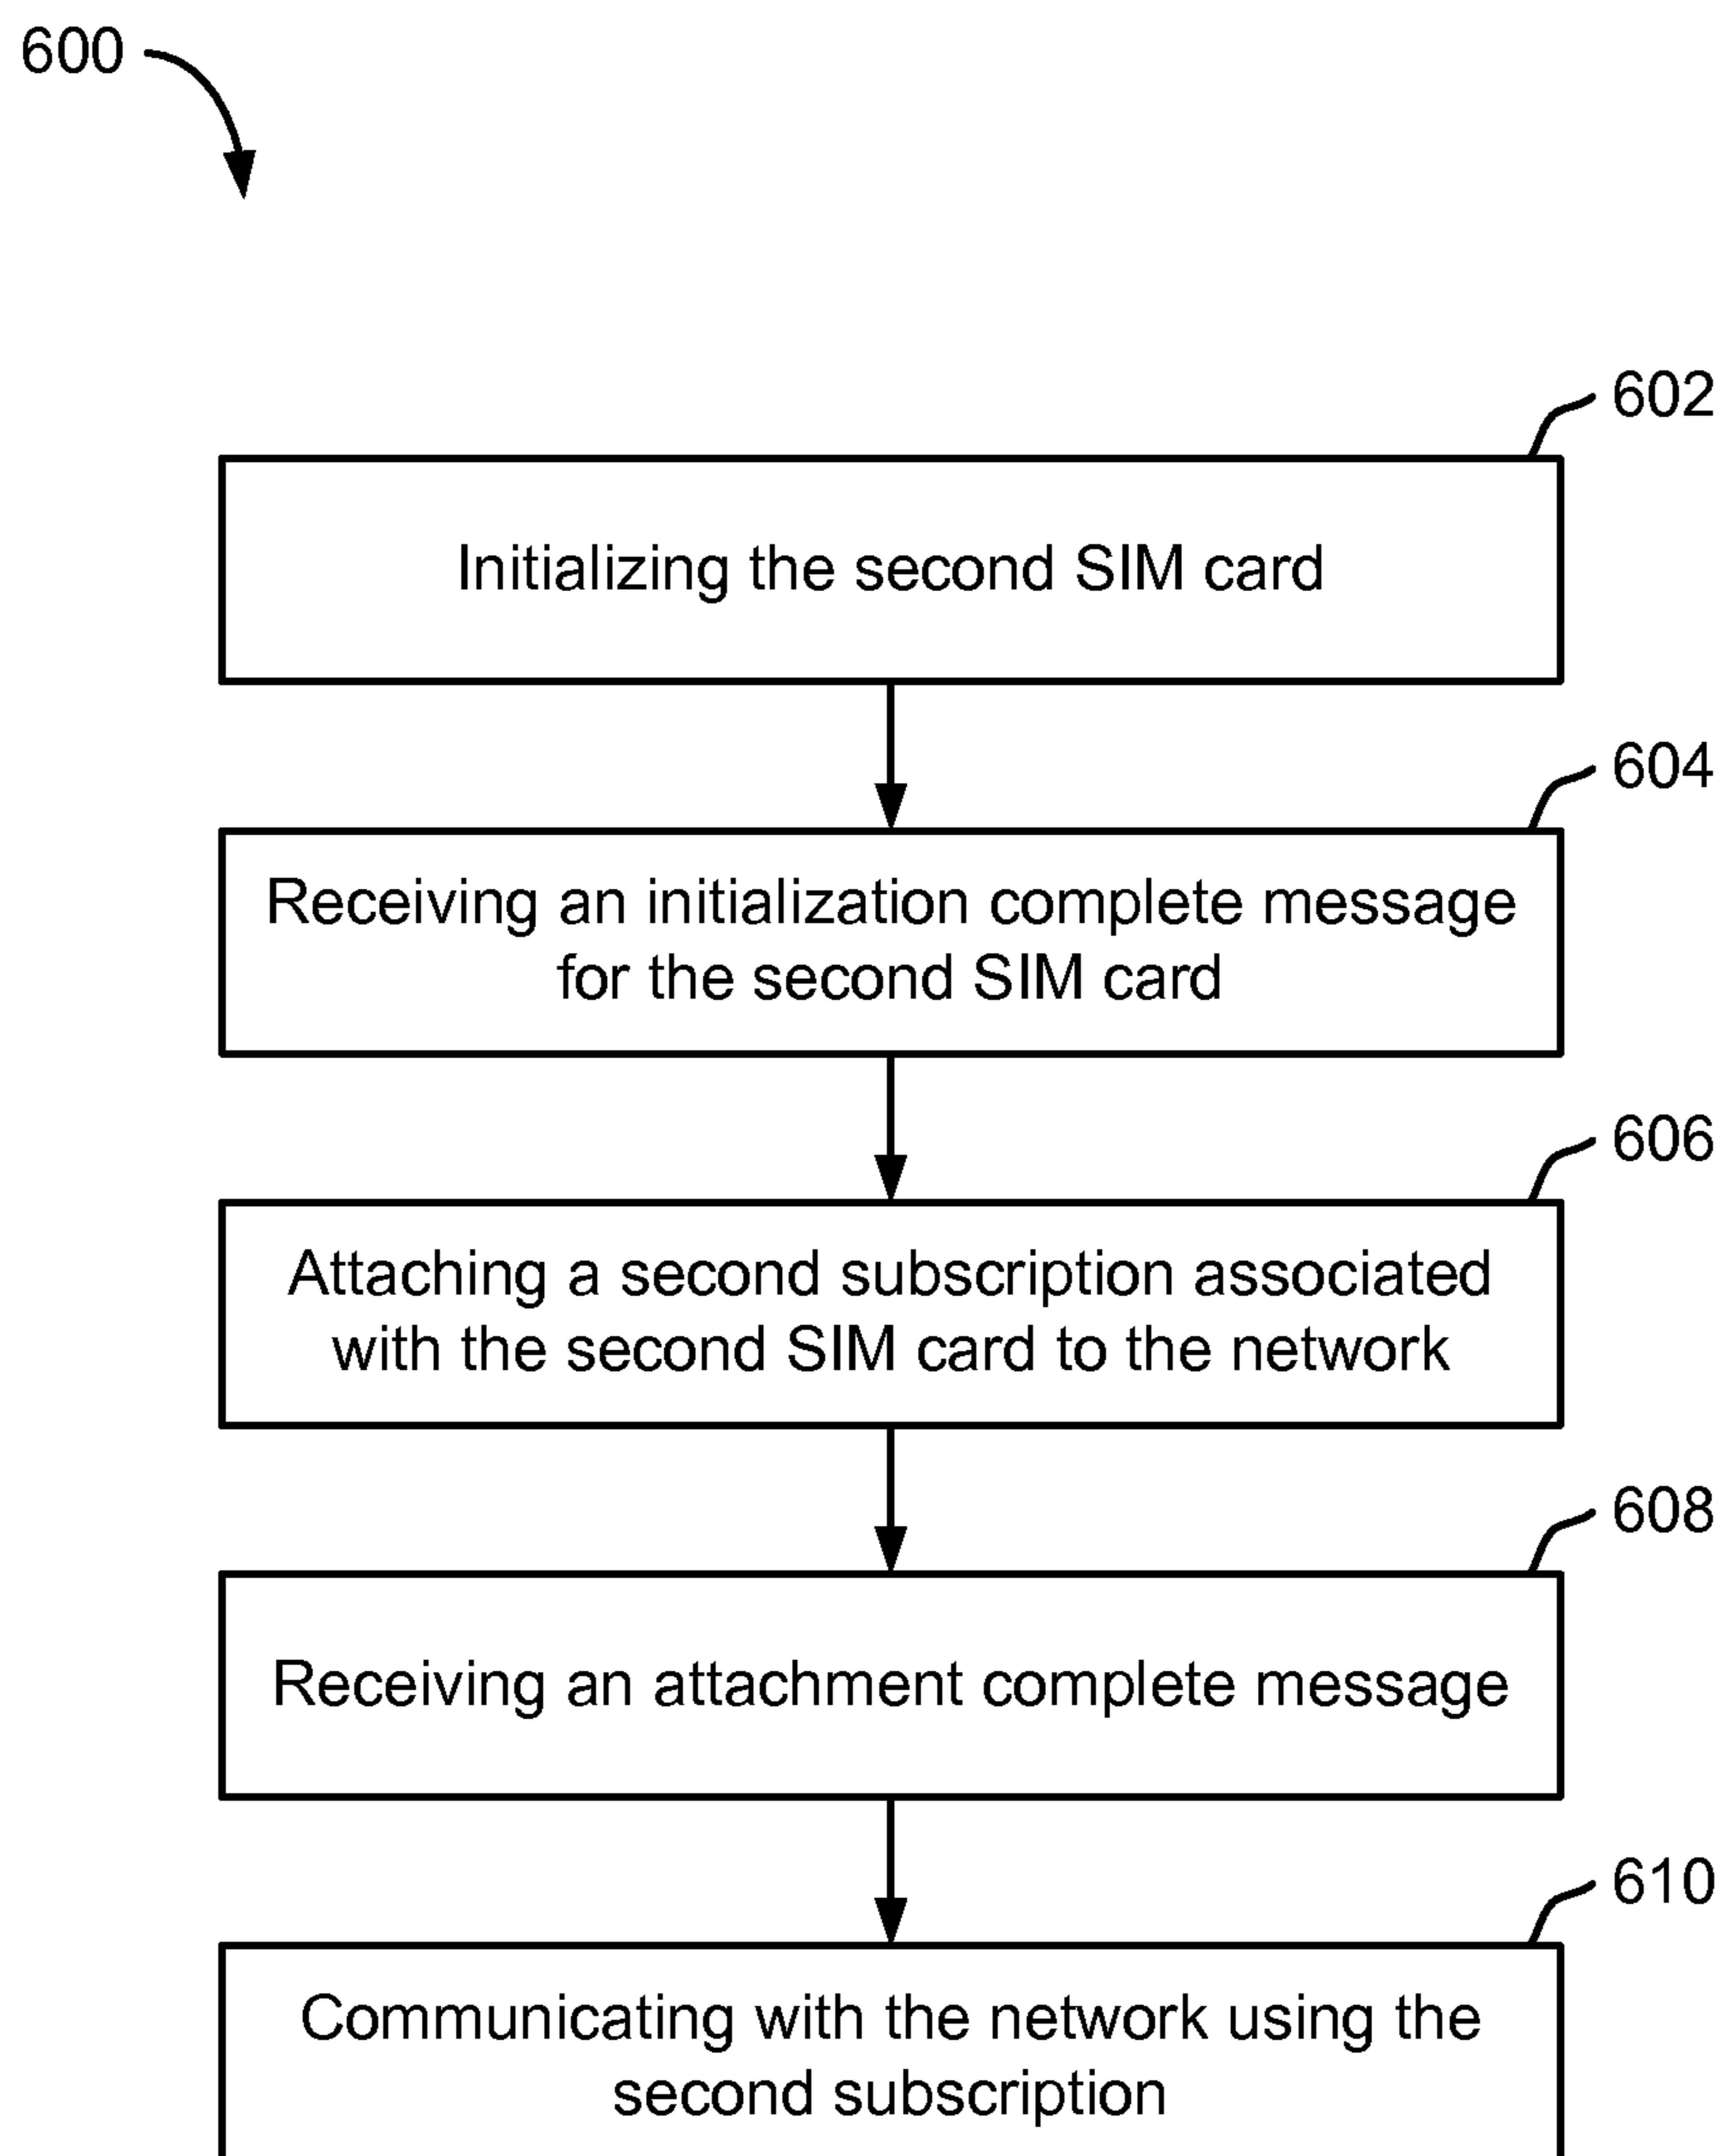 600
602
Initializing the second SIM card
604
Receiving an initialization complete message
for the second SIM card
606
Attaching a second subscription associated
with the second SIM card to the network
608
Receiving an attachment complete message
610
Communicating with the network using the
second subscription